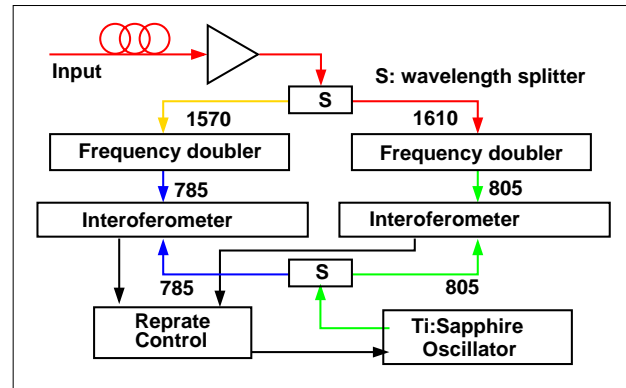 Input
S: wavelength splitter
S
1570
1610
Frequency doubler
Frequency doubler
785
805
Interoferometer
Interoferometer
S
785
805
Reprate
Control
Ti:Sapphire
Oscillator